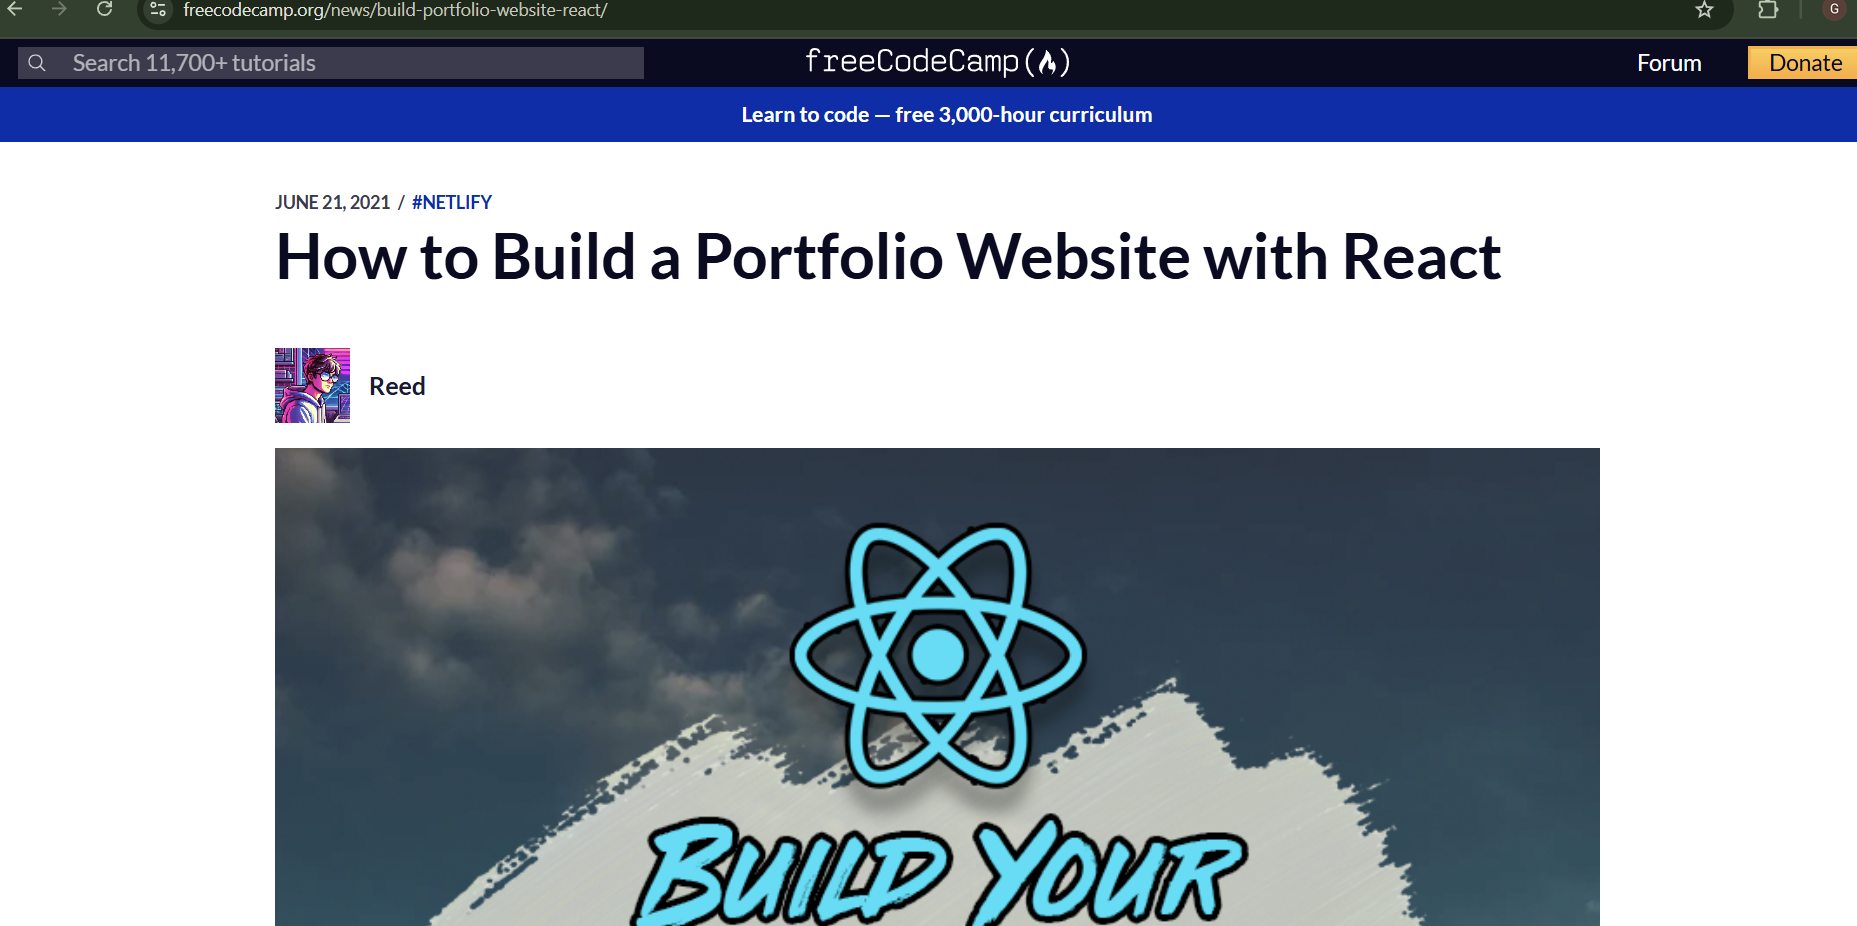 freecodecamp.org/news/build-portfolio-website-react/
G
Search 11,700+ tutorials
freeCodeCamp(🔥)
Forum
Donate
Learn to code — free 3,000-hour curriculum
JUNE 21, 2021 / #NETLIFY
How to Build a Portfolio Website with React
Reed
BUILD YOUR